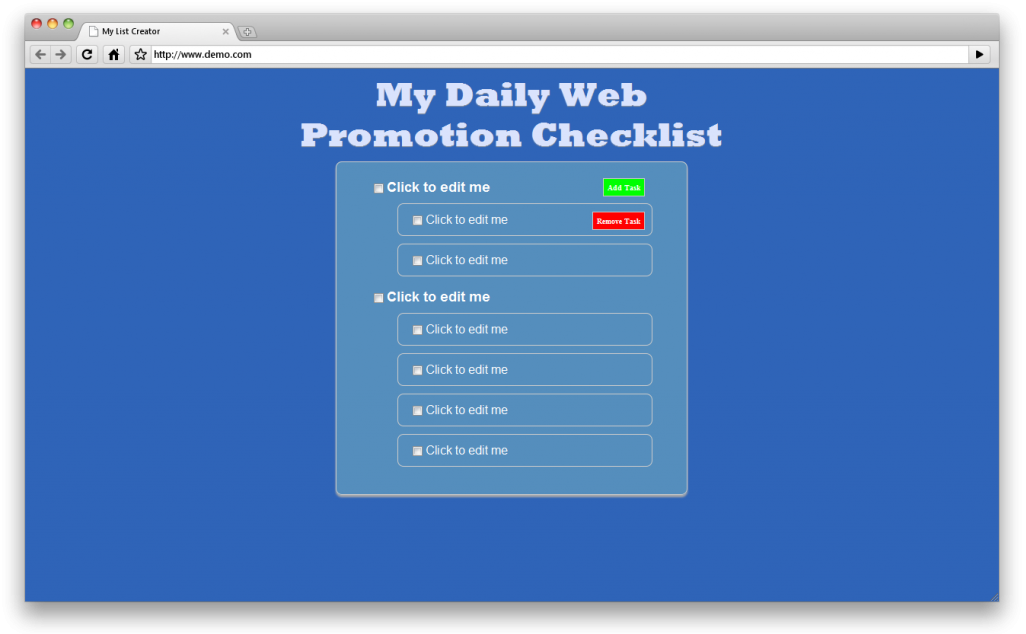 My List Creator
http://www.demo.com
My Daily Web
Promotion Checklist
Click to edit me Add Task
Click to edit me Remove Task
Click to edit me
Click to edit me
Click to edit me
Click to edit me
Click to edit me
Click to edit me